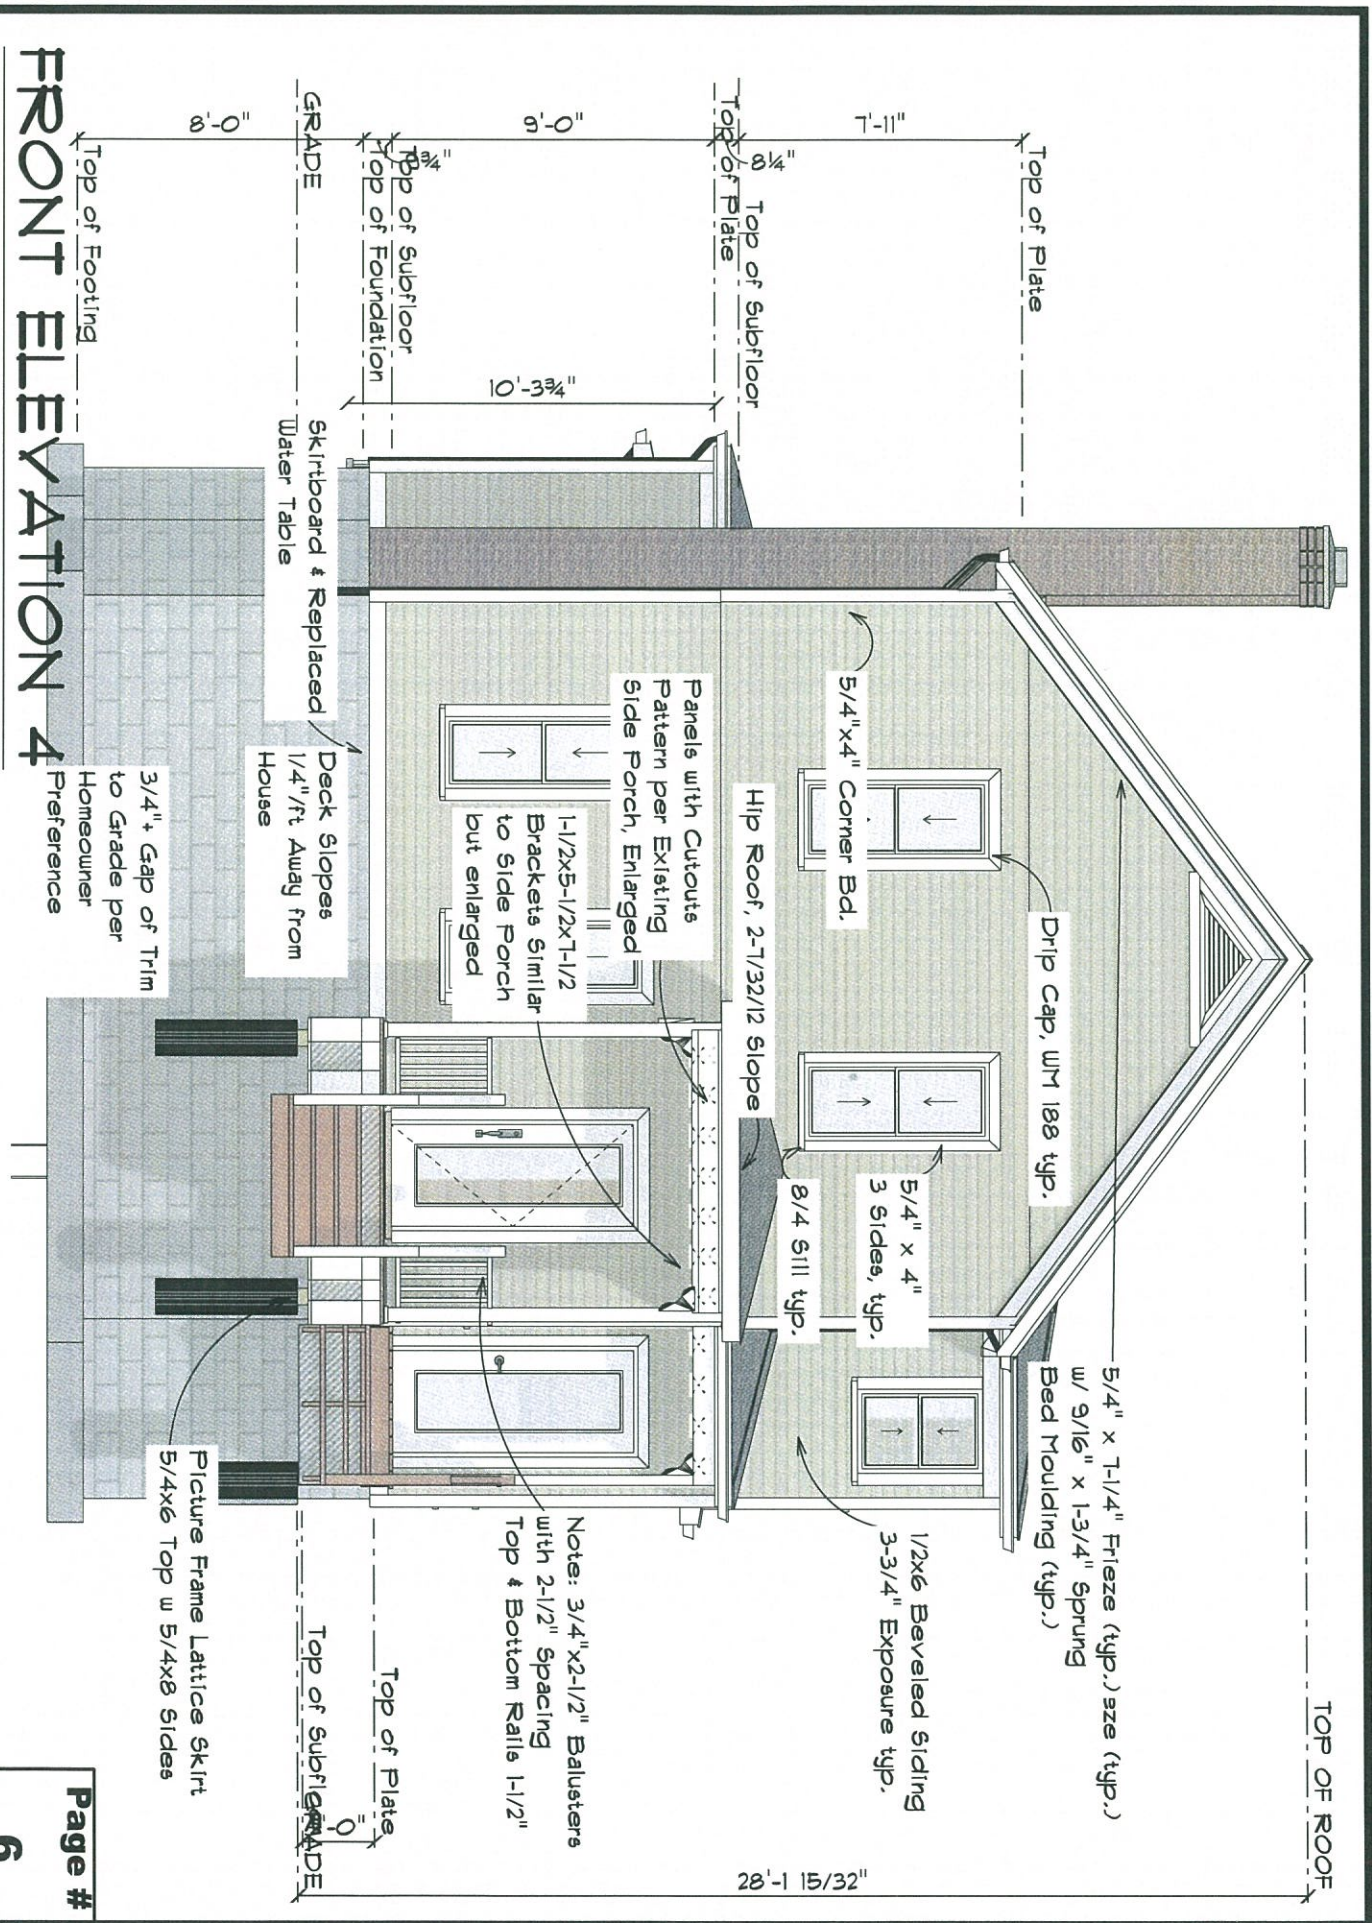 TOP OF ROOF
Top of Plate
7'-11"
8¼"
Top of Subfloor
Top of Plate
9'-0"
10'-3¾"
Top of Subfloor
Top of Foundation
GRADE
8'-0"
Top of Footing
5/4" x 7-1/4" Frieze (typ.)
w/ 9/16" x 1-3/4" Sprung
Bed Moulding (typ.)
Drip Cap, WM 188 typ.
5/4"x4" Corner Bd.
5/4" x 4"
3 Sides, typ.
8/4 Sill typ.
Hip Roof, 2-7/32/12 Slope
1/2x6 Beveled Siding
3-3/4" Exposure typ.
Panels with Cutouts
Pattern per Existing
Side Porch, Enlarged
1-1/2x5-1/2x7-1/2
Brackets Similar
to Side Porch
but enlarged
Note: 3/4"x2-1/2" Balusters
with 2-1/2" Spacing
Top & Bottom Rails 1-1/2"
Skirtboard & Replaced
Water Table
Deck Slopes
1/4"/ft Away from
House
3/4"+ Gap of Trim
to Grade per
Homeowner
Preference
Picture Frame Lattice Skirt
5/4x6 Top w 5/4x8 Sides
Top of Plate
Top of Subfloor
GRADE
28'-1 15/32"
FRONT ELEVATION 4
Page #
6